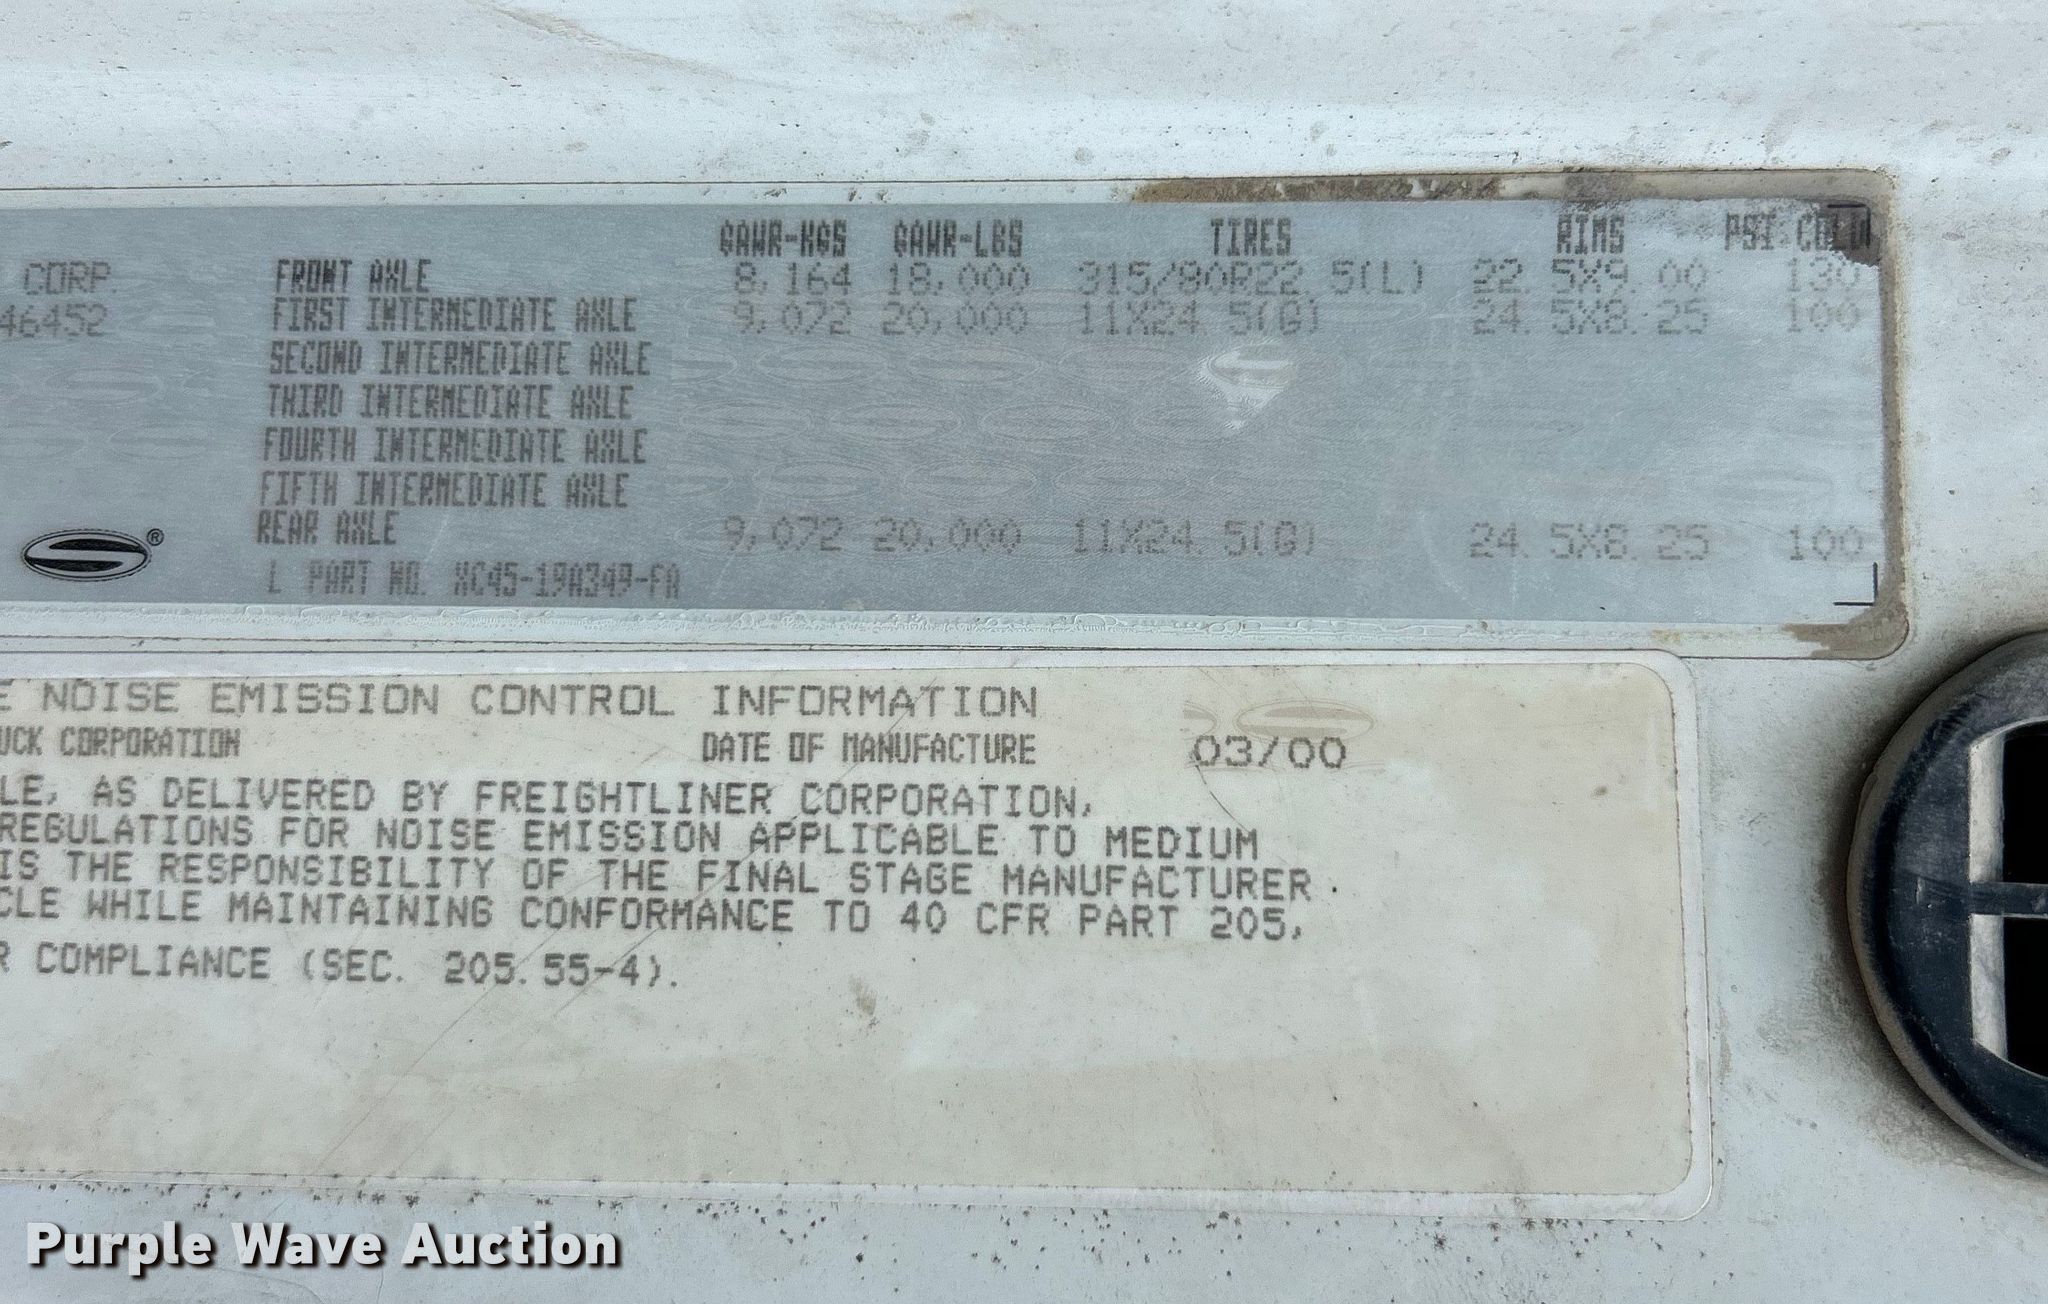 GAWR-KGS GAWR-LBS TIRES RIMS PSI COLD
CORP. FRONT AXLE 8,164 18,000 315/80R22.5(L) 22.5X9.00 130
46452 FIRST INTERMEDIATE AXLE 9,072 20,000 11X24.5(G) 24.5X8.25 100
SECOND INTERMEDIATE AXLE
THIRD INTERMEDIATE AXLE
FOURTH INTERMEDIATE AXLE
FIFTH INTERMEDIATE AXLE
REAR AXLE 9,072 20,000 11X24.5(G) 24.5X8.25 100
®
L PART NO. XC45-19A349-FA
E NOISE EMISSION CONTROL INFORMATION
UCK CORPORATION DATE OF MANUFACTURE 03/00
LE, AS DELIVERED BY FREIGHTLINER CORPORATION,
REGULATIONS FOR NOISE EMISSION APPLICABLE TO MEDIUM
IS THE RESPONSIBILITY OF THE FINAL STAGE MANUFACTURER
CLE WHILE MAINTAINING CONFORMANCE TO 40 CFR PART 205,
R COMPLIANCE (SEC. 205.55-4).
Purple Wave Auction